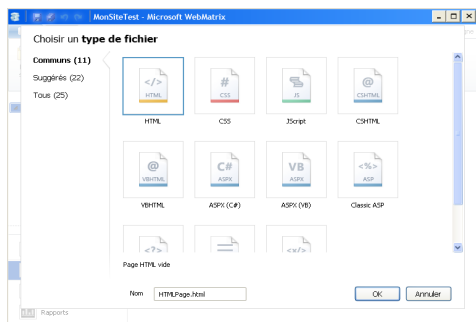 MonSiteTest - Microsoft WebMatrix
Choisir un type de fichier
Communs (11)
Suggérés (22)
Tous (25)
</>
HTML
HTML
#
CSS
CSS
JS
JScript
@
CSHTML
CSHTML
@
VBHTML
VBHTML
C#
ASPX
ASPX (C#)
VB
ASPX
ASPX (VB)
<%>
ASP
Classic ASP
<?>
<x/>
Page HTML vide
Nom HTMLPage.html
OK Annuler
Rapports